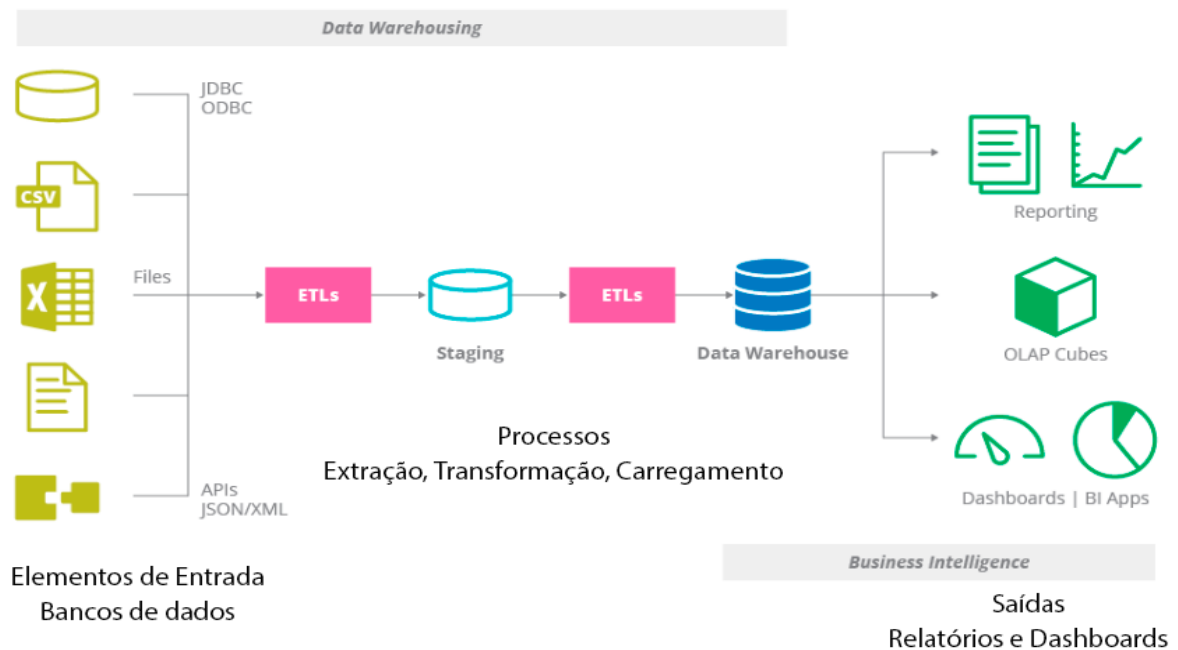 Data Warehousing
JDBC
ODBC
CSV
Files
X
ETLs
Staging
ETLs
Data Warehouse
Reporting
OLAP Cubes
Dashboards | BI Apps
APIs
JSON/XML
Processos
Extração, Transformação, Carregamento
Elementos de Entrada
Bancos de dados
Business Intelligence
Saídas
Relatórios e Dashboards